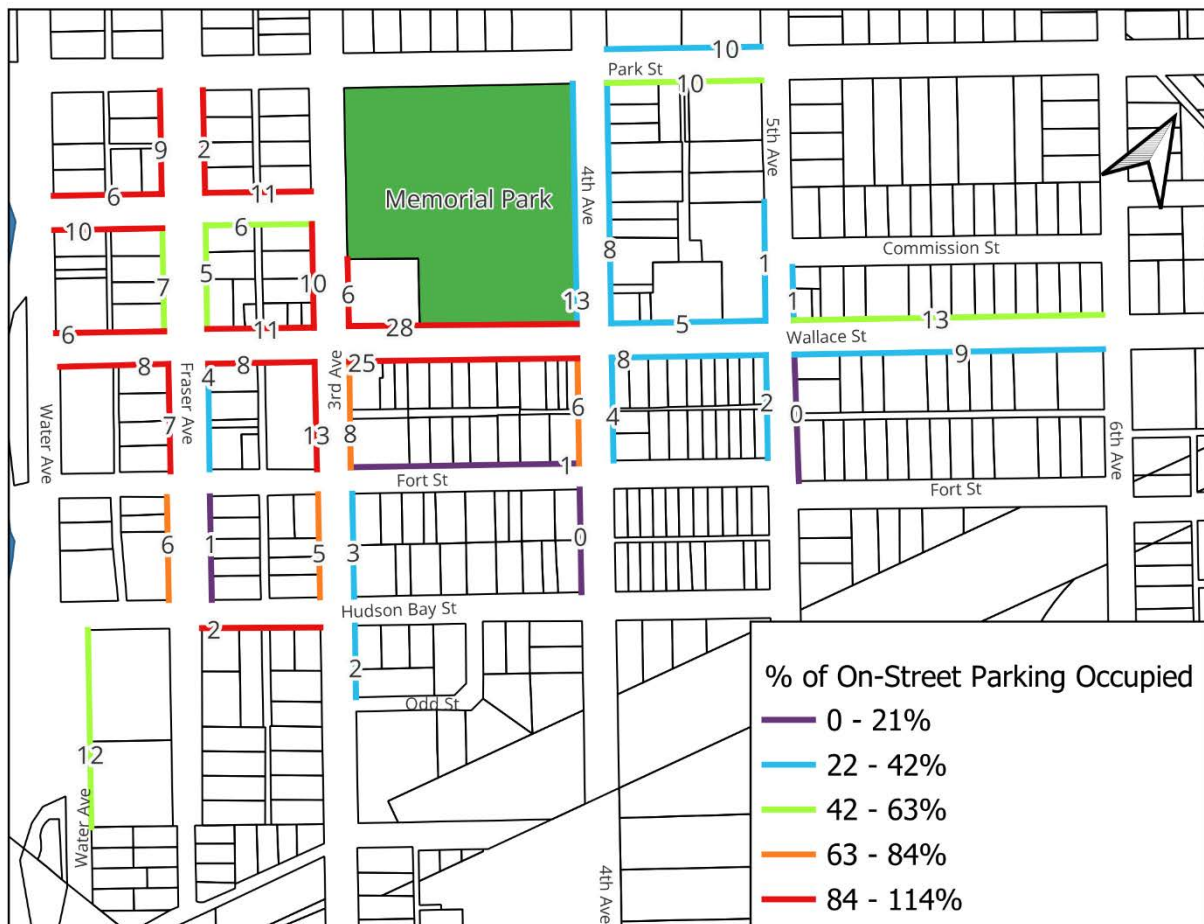 10
Park St
10
9
2
5th Ave
6
11
Memorial Park
4th Ave
10
6
8
Commission St
7
5
10
6
13
1
1
6
11
28
5
13
Wallace St
8
4
8
25
8
9
Fraser Ave
3rd Ave
Water Ave
7
13
8
6
4
2
0
6th Ave
1
Fort St
Fort St
6
1
5
3
0
Hudson Bay St
2
2
Odd St
12
Water Ave
4th Ave
% of On-Street Parking Occupied
0 - 21%
22 - 42%
42 - 63%
63 - 84%
84 - 114%